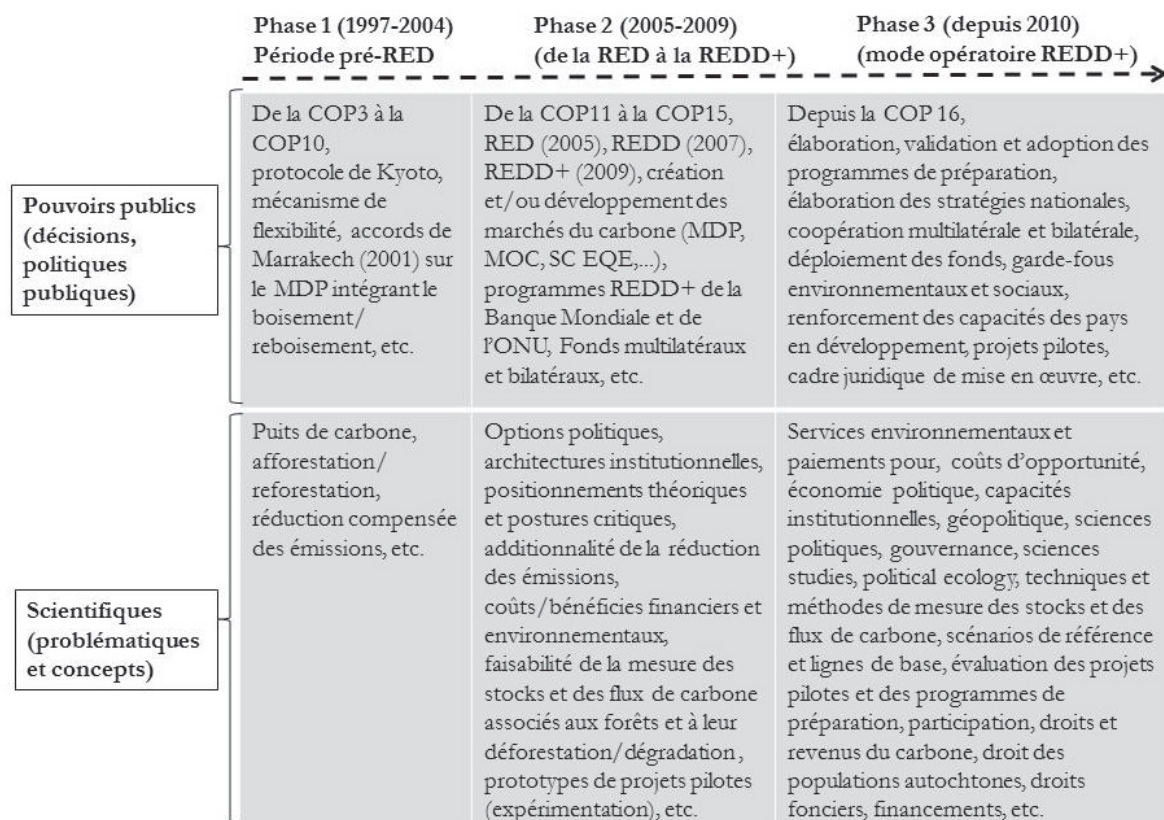 Phase 1 (1997-2004)
Période pré-RED
Phase 2 (2005-2009)
(de la RED à la REDD+)
Phase 3 (depuis 2010)
(mode opératoire REDD+)
Pouvoirs publics
(décisions,
politiques
publiques)
De la COP3 à la
COP10,
protocole de Kyoto,
mécanisme de
flexibilité, accords de
Marrakech (2001) sur
le MDP intégrant le
boisement/
reboisement, etc.
De la COP11 à la COP15,
RED (2005), REDD (2007),
REDD+ (2009), création
et/ou développement des
marchés du carbone (MDP,
MOC, SC EQE,...),
programmes REDD+ de la
Banque Mondiale et de
l'ONU, Fonds multilatéraux
et bilatéraux, etc.
Depuis la COP 16,
élaboration, validation et adoption des
programmes de préparation,
élaboration des stratégies nationales,
coopération multilatérale et bilatérale,
déploiement des fonds, garde-fous
environnementaux et sociaux,
renforcement des capacités des pays
en développement, projets pilotes,
cadre juridique de mise en œuvre, etc.
Scientifiques
(problématiques
et concepts)
Puits de carbone,
afforestation/
reforestation,
réduction compensée
des émissions, etc.
Options politiques,
architectures institutionnelles,
positionnements théoriques
et postures critiques,
additionnalité de la réduction
des émissions,
coûts/bénéficies financiers et
environnementaux,
faisabilité de la mesure des
stocks et des flux de carbone
associés aux forêts et à leur
déforestation/dégradation,
prototypes de projets pilotes
(expérimentation), etc.
Services environnementaux et
paiements pour, coûts d'opportunité,
économie politique, capacités
institutionnelles, géopolitique, sciences
politiques, gouvernance, sciences
studies, political ecology, techniques et
méthodes de mesure des stocks et des
flux de carbone, scénarios de référence
et lignes de base, évaluation des projets
pilotes et des programmes de
préparation, participation, droits et
revenus du carbone, droit des
populations autochtones, droits
fonciers, financements, etc.